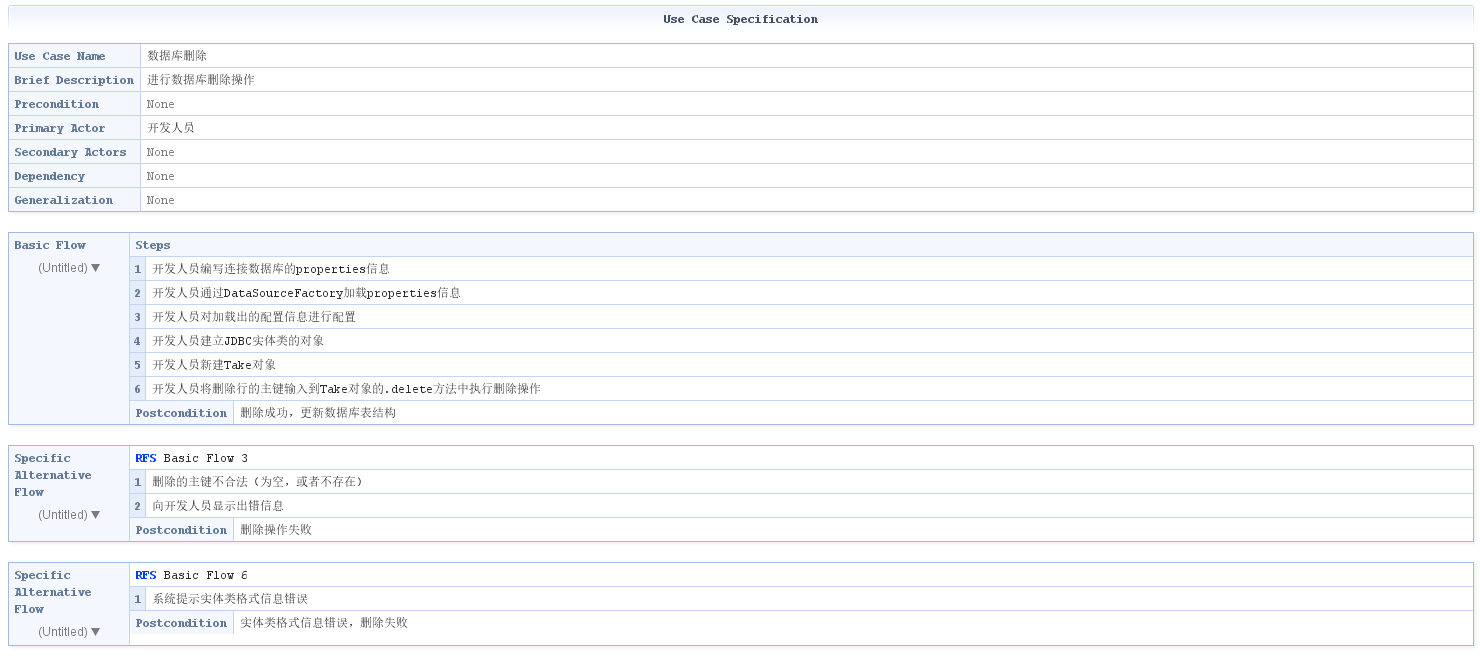 Use Case Specification
Use Case Name 数据库删除
Brief Description 进行数据库删除操作
Precondition None
Primary Actor 开发人员
Secondary Actors None
Dependency None
Generalization None
Basic Flow Steps
(Untitled) ▼
1 开发人员编写连接数据库的properties信息
2 开发人员通过DataSourceFactory加载properties信息
3 开发人员对加载出的配置信息进行配置
4 开发人员建立JDBC实体类的对象
5 开发人员新建Take对象
6 开发人员将删除行的主键输入到Take对象的.delete方法中执行删除操作
Postcondition 删除成功，更新数据库表结构
Specific Alternative Flow
(Untitled) ▼
RFS Basic Flow 3
1 删除的主键不合法（为空，或者不存在）
2 向开发人员显示出错信息
Postcondition 删除操作失败
Specific Alternative Flow
(Untitled) ▼
RFS Basic Flow 6
1 系统提示实体类格式信息错误
Postcondition 实体类格式信息错误，删除失败